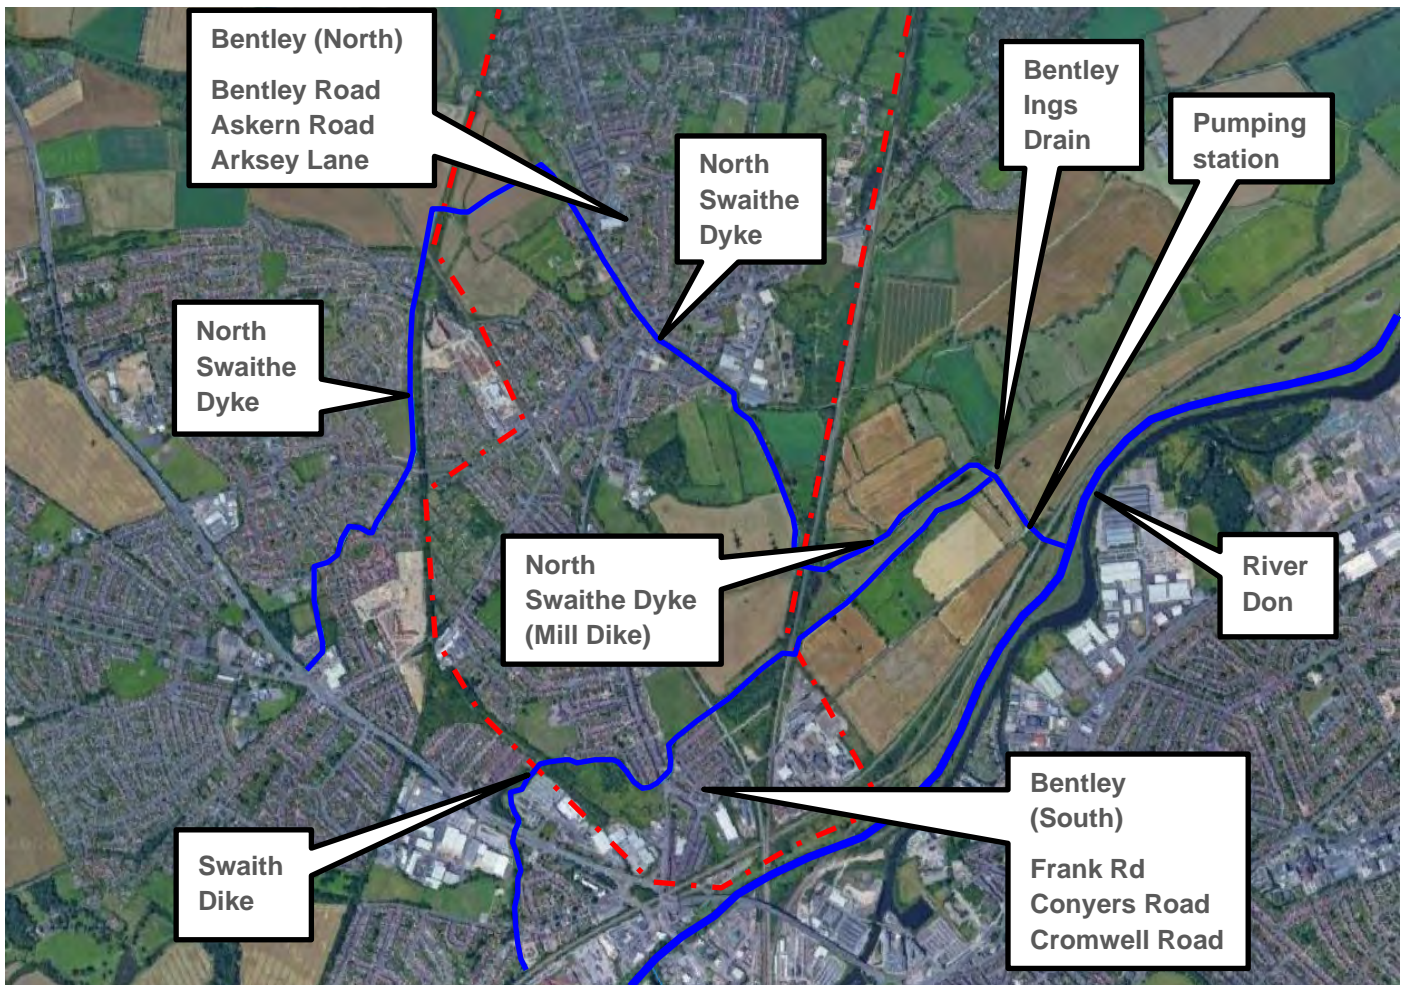 Bentley (North)
Bentley Road
Askern Road
Arksey Lane
North
Swaithe
Dyke
Bentley
Ings
Drain
Pumping
station
North
Swaithe
Dyke
North
Swaithe Dyke
(Mill Dike)
River
Don
Swaith
Dike
Bentley
(South)
Frank Rd
Conyers Road
Cromwell Road